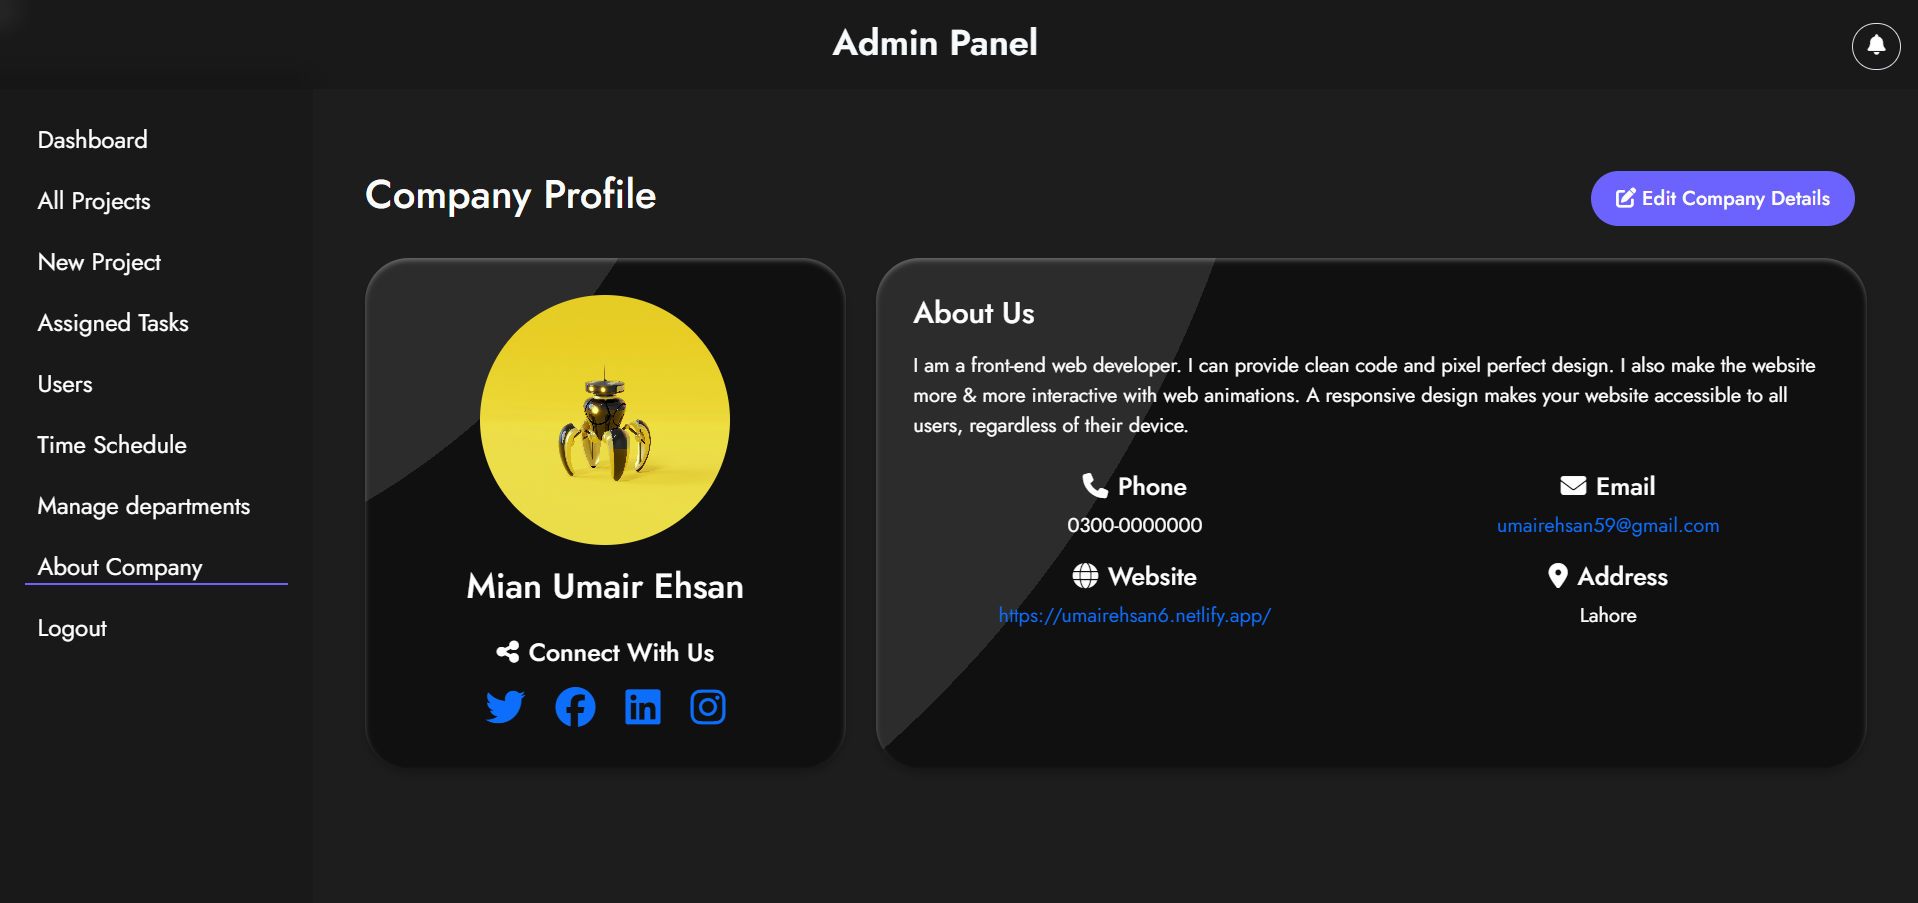 Admin Panel
Dashboard
All Projects
New Project
Assigned Tasks
Users
Time Schedule
Manage departments
About Company
Logout
Company Profile
Edit Company Details
Mian Umair Ehsan
Connect With Us
About Us
I am a front-end web developer. I can provide clean code and pixel perfect design. I also make the website
more & more interactive with web animations. A responsive design makes your website accessible to all
users, regardless of their device.
Phone
0300-0000000
Email
umairehsan59@gmail.com
Website
https://umairehsan6.netlify.app/
Address
Lahore